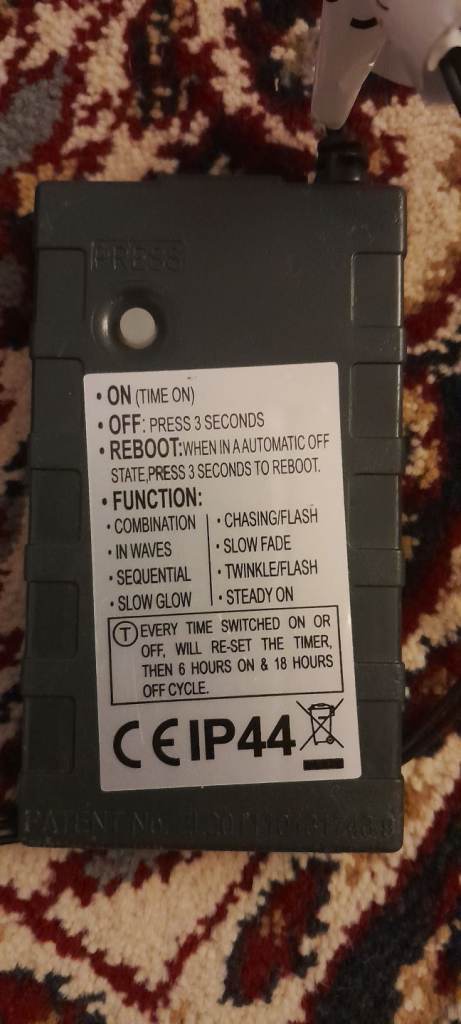 PRESS
• ON (TIME ON)
• OFF: PRESS 3 SECONDS
• REBOOT:WHEN IN A AUTOMATIC OFF
STATE,PRESS 3 SECONDS TO REBOOT.
• FUNCTION:
• COMBINATION
• IN WAVES
• SEQUENTIAL
• SLOW GLOW
• CHASING/FLASH
• SLOW FADE
• TWINKLE/FLASH
• STEADY ON
T EVERY TIME SWITCHED ON OR
OFF, WILL RE-SET THE TIMER,
THEN 6 HOURS ON & 18 HOURS
OFF CYCLE.
CE IP44
PATENT No.